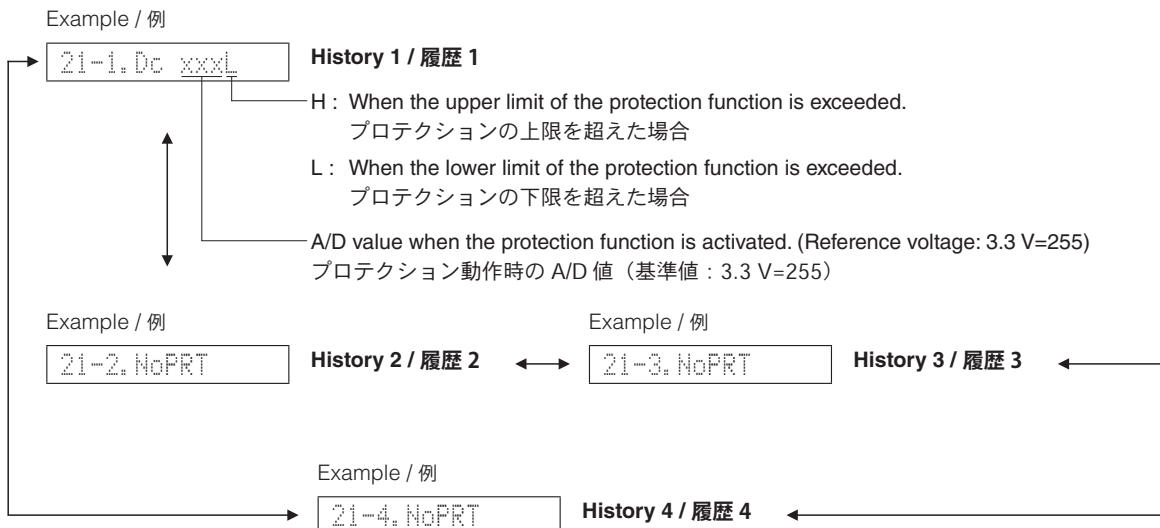 Example / 例
21-1.Dc xxxL
History 1 / 履歴 1
H : When the upper limit of the protection function is exceeded.
プロテクションの上限を超えた場合
L : When the lower limit of the protection function is exceeded.
プロテクションの下限を超えた場合
A/D value when the protection function is activated. (Reference voltage: 3.3 V=255)
プロテクション動作時の A/D 値（基準値：3.3 V=255）
Example / 例
21-2.NoPRT
History 2 / 履歴 2
Example / 例
21-3.NoPRT
History 3 / 履歴 3
Example / 例
21-4.NoPRT
History 4 / 履歴 4